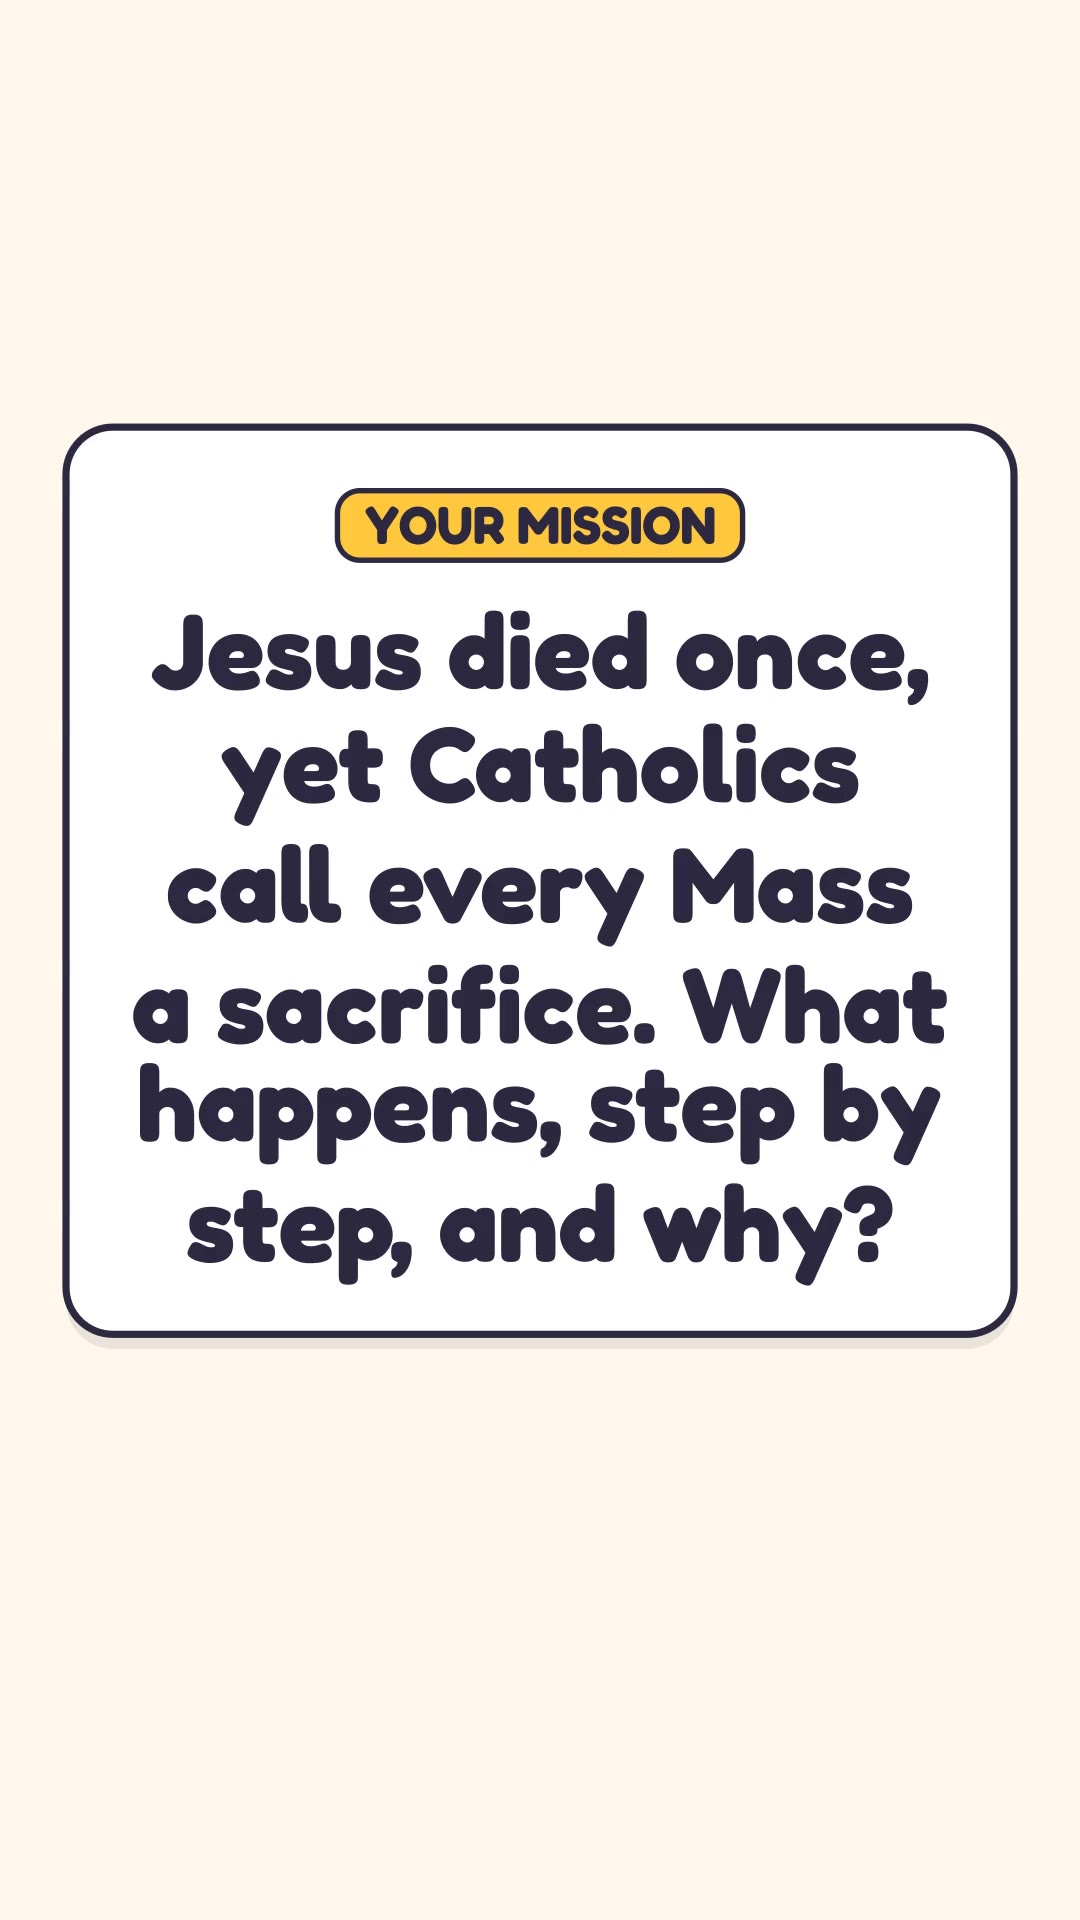 YOUR MISSION
Jesus died once,
yet Catholics
call every Mass
a sacrifice. What
happens, step by
step, and why?